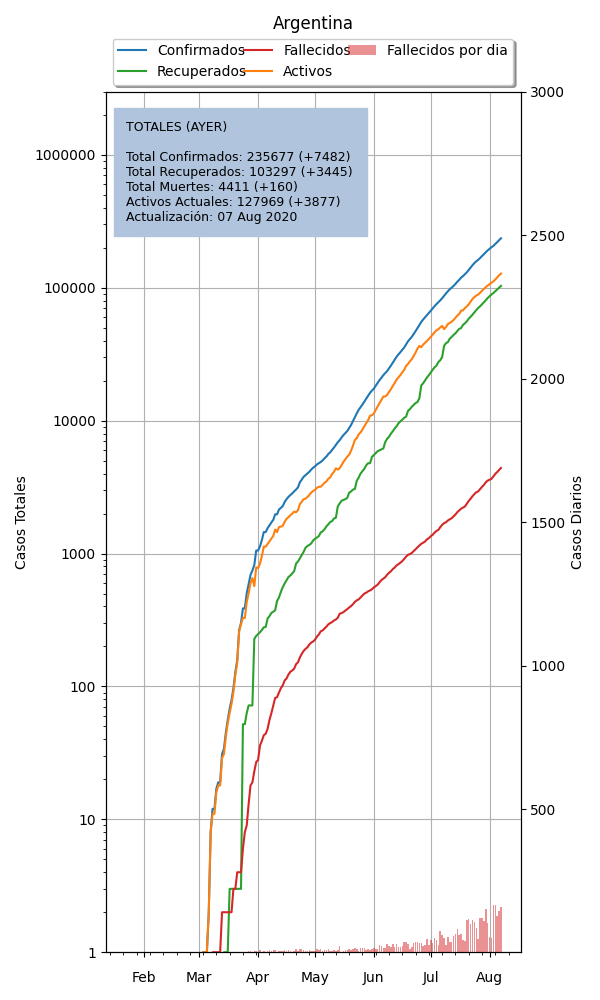 Argentina
Confirmados
Fallecidos
Fallecidos por dia
Recuperados
Activos
TOTALES (AYER)
Total Confirmados: 235677 (+7482)
Total Recuperados: 103297 (+3445)
Total Muertes: 4411 (+160)
Activos Actuales: 127969 (+3877)
Actualización: 07 Aug 2020
Casos Totales
1000000
100000
10000
1000
100
10
1
Casos Diarios
3000
2500
2000
1500
1000
500
Feb
Mar
Apr
May
Jun
Jul
Aug